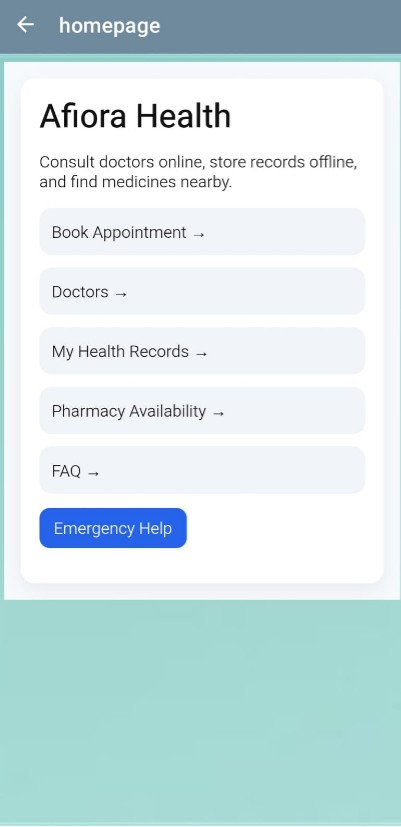 homepage
Afiora Health
Consult doctors online, store records offline,
and find medicines nearby.
Book Appointment →
Doctors →
My Health Records →
Pharmacy Availability →
FAQ →
Emergency Help